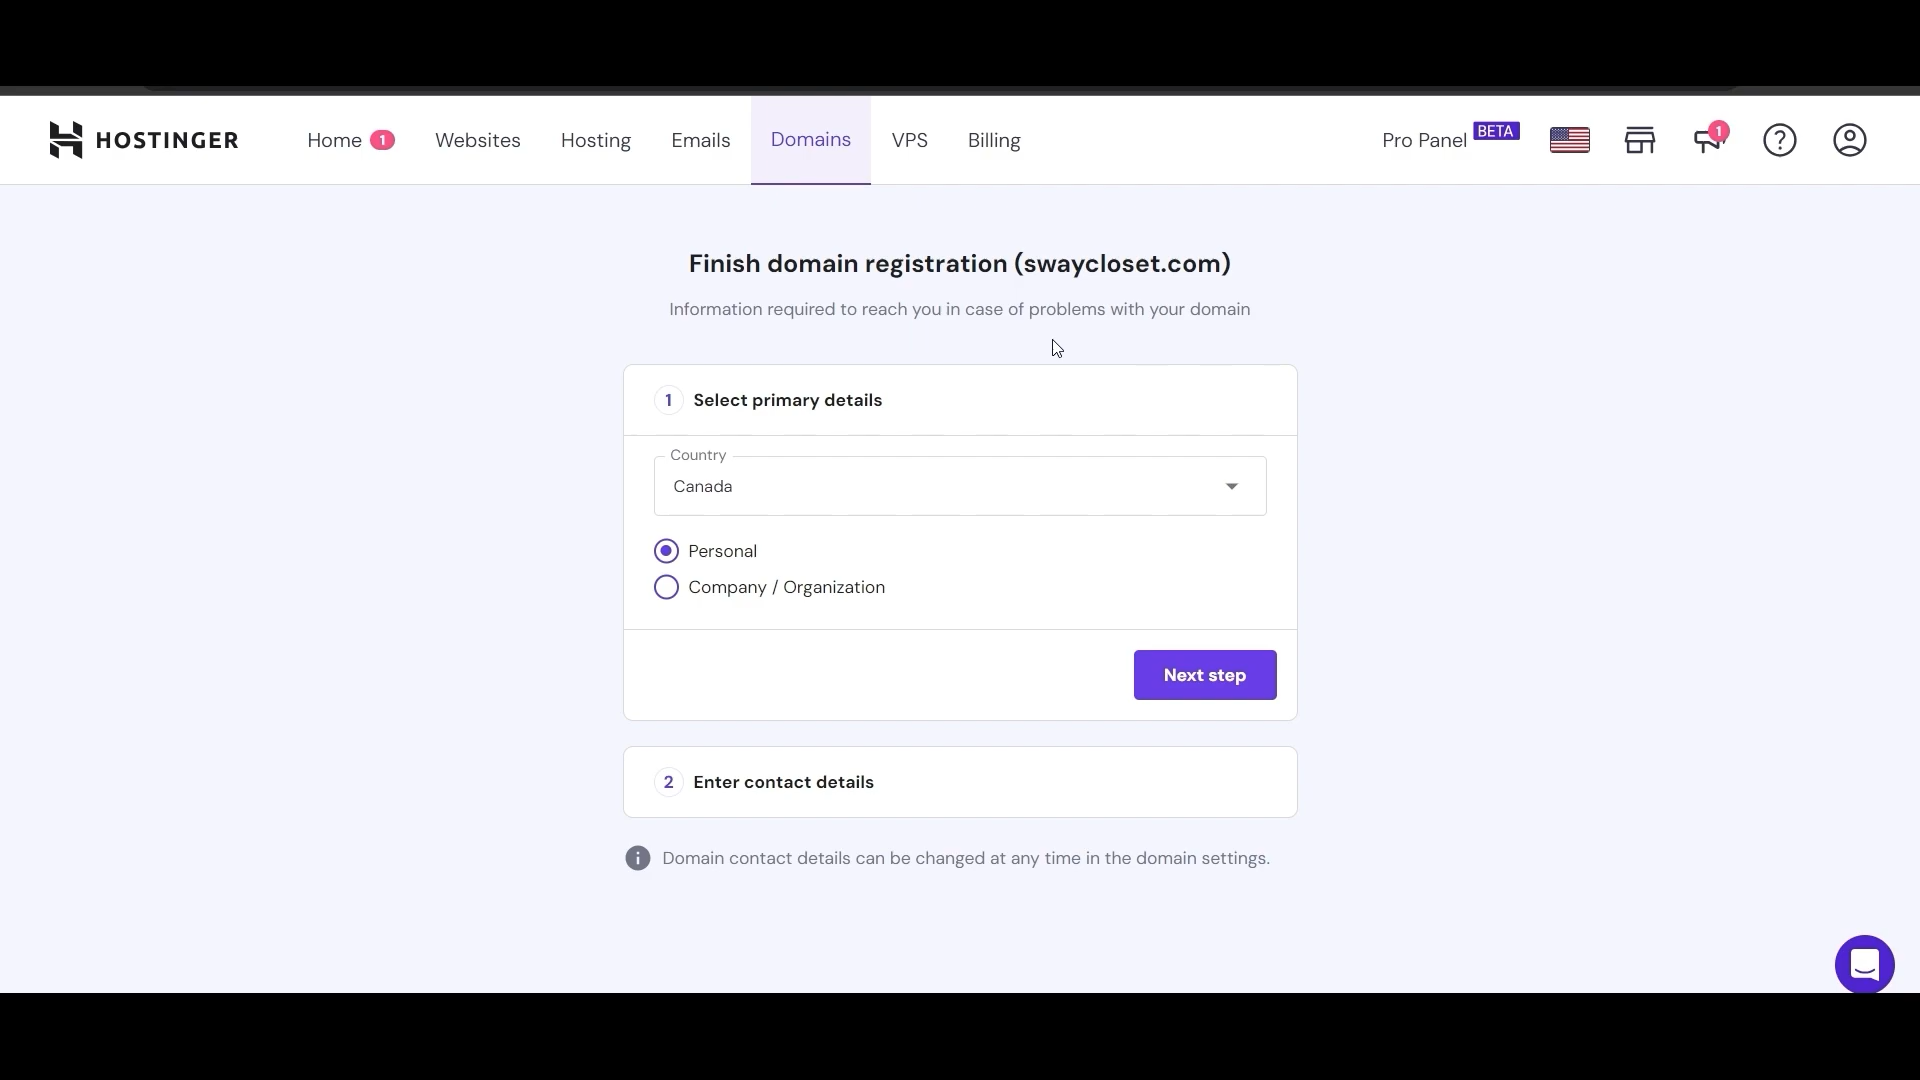 HOSTINGER
Home 1 Websites Hosting Emails Domains VPS Billing Pro Panel BETA 1
Finish domain registration (swaycloset.com)
Information required to reach you in case of problems with your domain
1 Select primary details
Country
Canada
Personal
Company / Organization
Next step
2 Enter contact details
Domain contact details can be changed at any time in the domain settings.